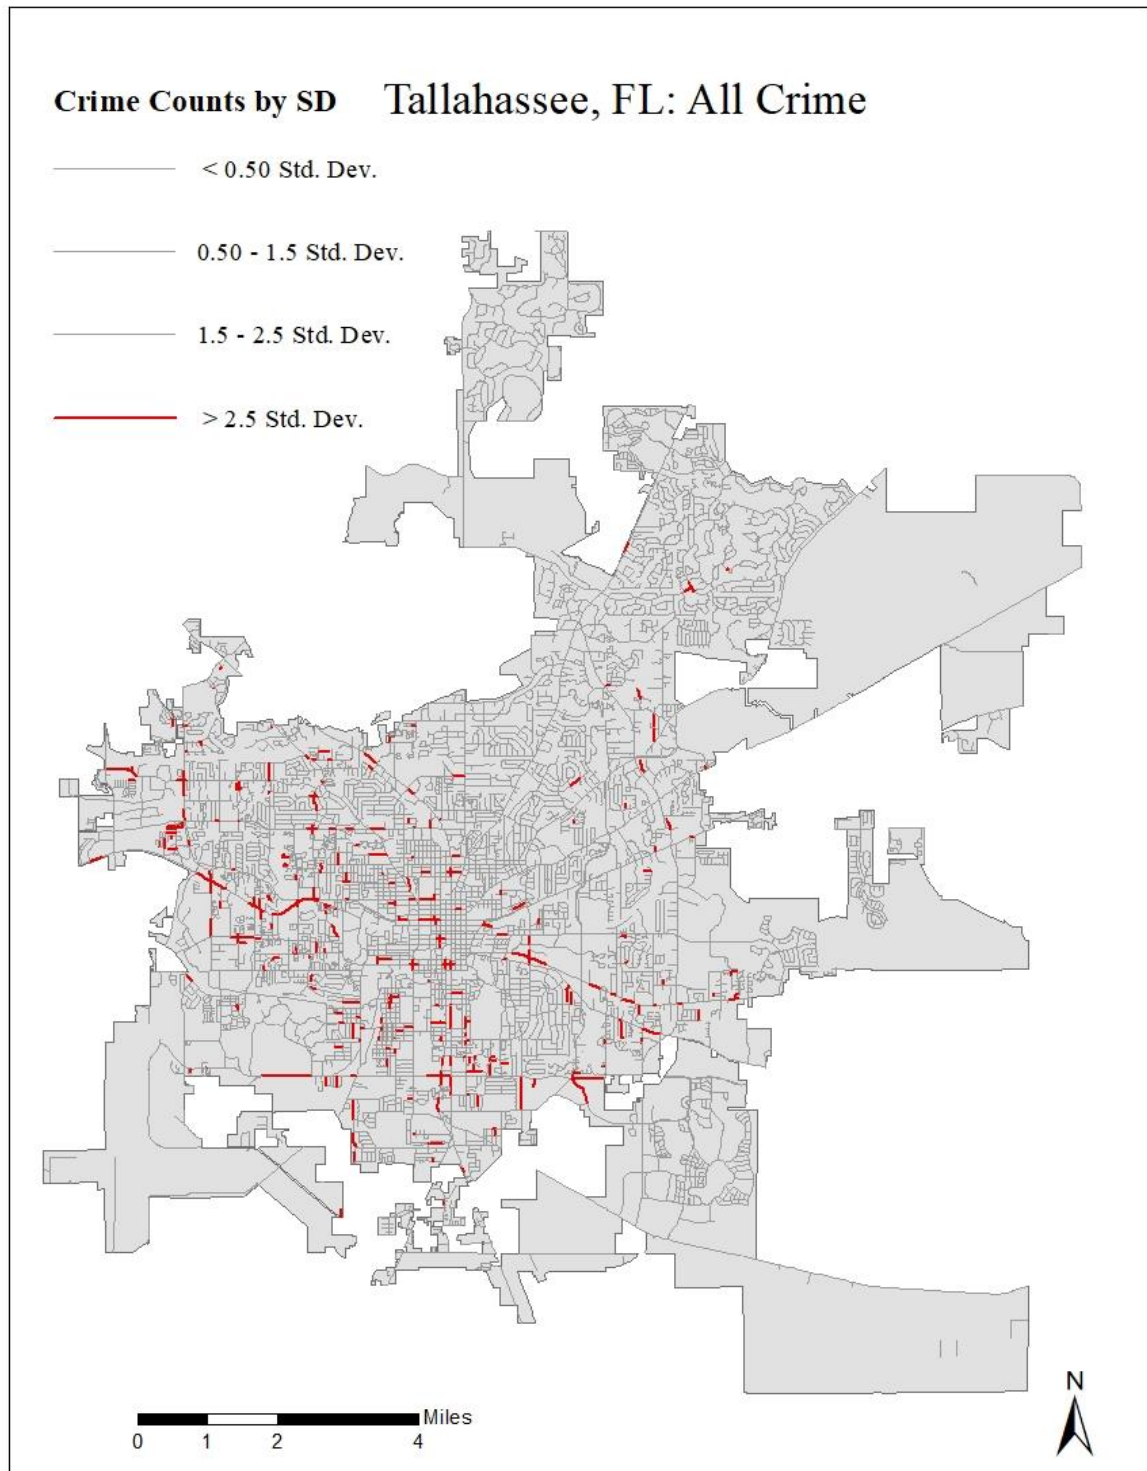 Crime Counts by SD
Tallahassee, FL: All Crime
< 0.50 Std. Dev.
0.50 - 1.5 Std. Dev.
1.5 - 2.5 Std. Dev.
> 2.5 Std. Dev.
N
Miles
0 1 2 4